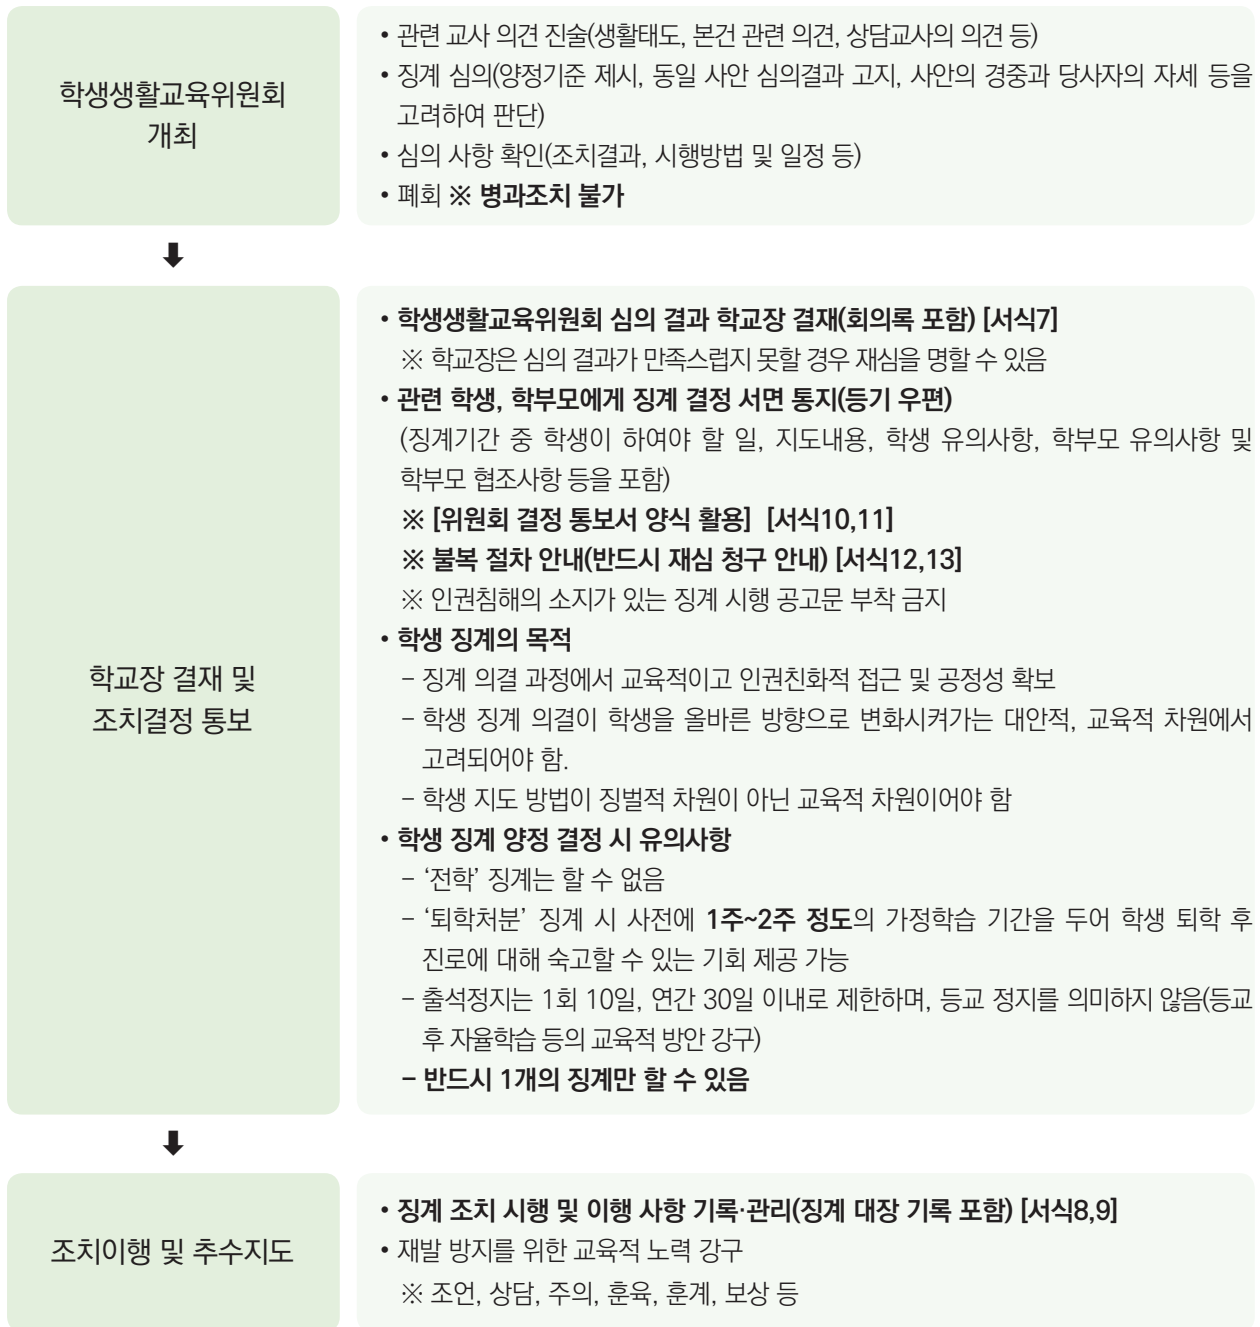 학생생활교육위원회
개최
• 관련 교사 의견 진술(생활태도, 본건 관련 의견, 상담교사의 의견 등)
• 징계 심의(양정기준 제시, 동일 사안 심의결과 고지, 사안의 경중과 당사자의 자세 등을
고려하여 판단)
• 심의 사항 확인(조치결과, 시행방법 및 일정 등)
• 폐회 ※ 병과조치 불가
⬇
학교장 결재 및
조치결정 통보
• 학생생활교육위원회 심의 결과 학교장 결재(회의록 포함) [서식7]
※ 학교장은 심의 결과가 만족스럽지 못할 경우 재심을 명할 수 있음
• 관련 학생, 학부모에게 징계 결정 서면 통지(등기 우편)
(징계기간 중 학생이 하여야 할 일, 지도내용, 학생 유의사항, 학부모 유의사항 및
학부모 협조사항 등을 포함)
※ [위원회 결정 통보서 양식 활용] [서식10,11]
※ 불복 절차 안내(반드시 재심 청구 안내) [서식12,13]
※ 인권침해의 소지가 있는 징계 시행 공고문 부착 금지
• 학생 징계의 목적
– 징계 의결 과정에서 교육적이고 인권친화적 접근 및 공정성 확보
– 학생 징계 의결이 학생을 올바른 방향으로 변화시켜가는 대안적, 교육적 차원에서
고려되어야 함.
– 학생 지도 방법이 징벌적 차원이 아닌 교육적 차원이어야 함
• 학생 징계 양정 결정 시 유의사항
– ‘전학’ 징계는 할 수 없음
– ‘퇴학처분’ 징계 시 사전에 1주~2주 정도의 가정학습 기간을 두어 학생 퇴학 후
진로에 대해 숙고할 수 있는 기회 제공 가능
– 출석정지는 1회 10일, 연간 30일 이내로 제한하며, 등교 정지를 의미하지 않음(등교
후 자율학습 등의 교육적 방안 강구)
– 반드시 1개의 징계만 할 수 있음
⬇
조치이행 및 추수지도
• 징계 조치 시행 및 이행 사항 기록·관리(징계 대장 기록 포함) [서식8,9]
• 재발 방지를 위한 교육적 노력 강구
※ 조언, 상담, 주의, 훈육, 훈계, 보상 등